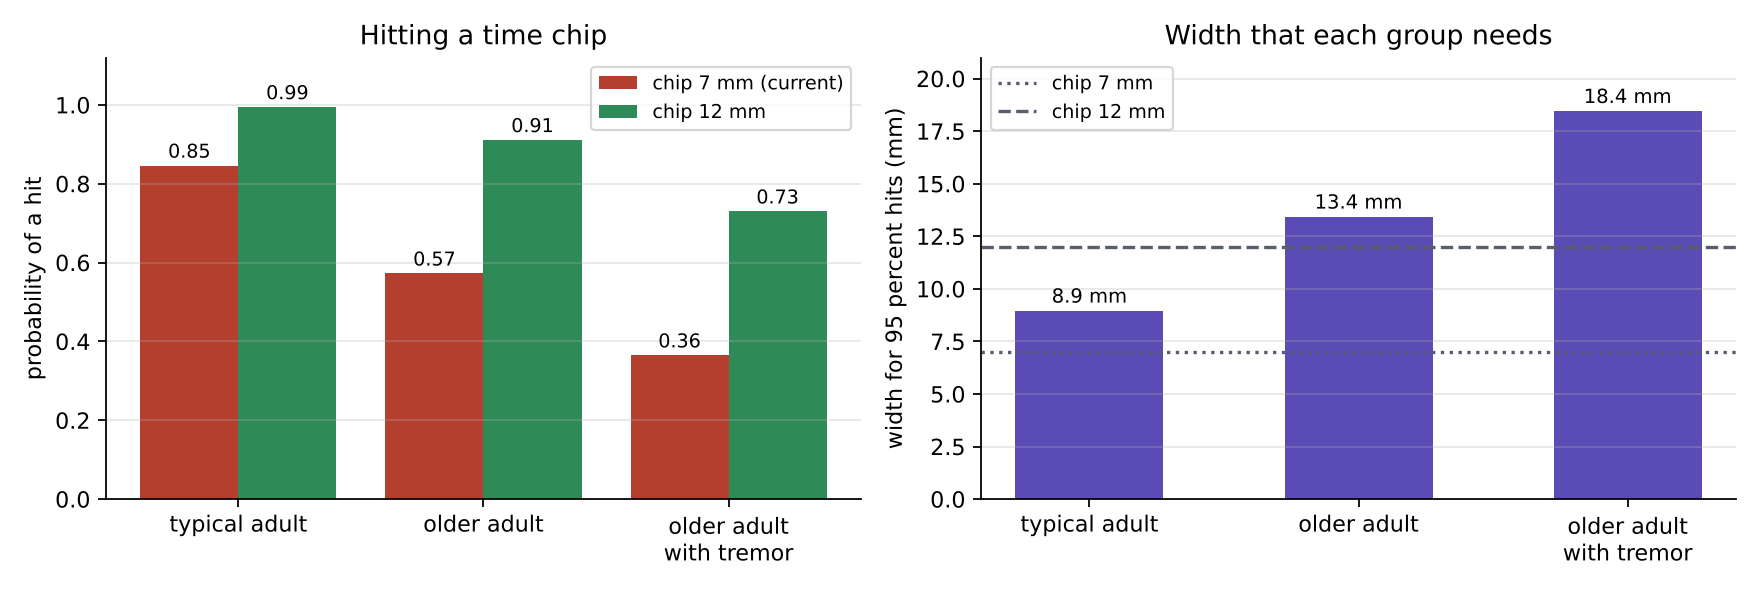 Hitting a time chip
probability of a hit
1.0
0.8
0.6
0.4
0.2
0.0
chip 7 mm (current)
chip 12 mm
0.85
0.99
0.57
0.91
0.36
0.73
typical adult
older adult
older adult
with tremor
Width that each group needs
width for 95 percent hits (mm)
20.0
17.5
15.0
12.5
10.0
7.5
5.0
2.5
0.0
chip 7 mm
chip 12 mm
8.9 mm
13.4 mm
18.4 mm
typical adult
older adult
older adult
with tremor